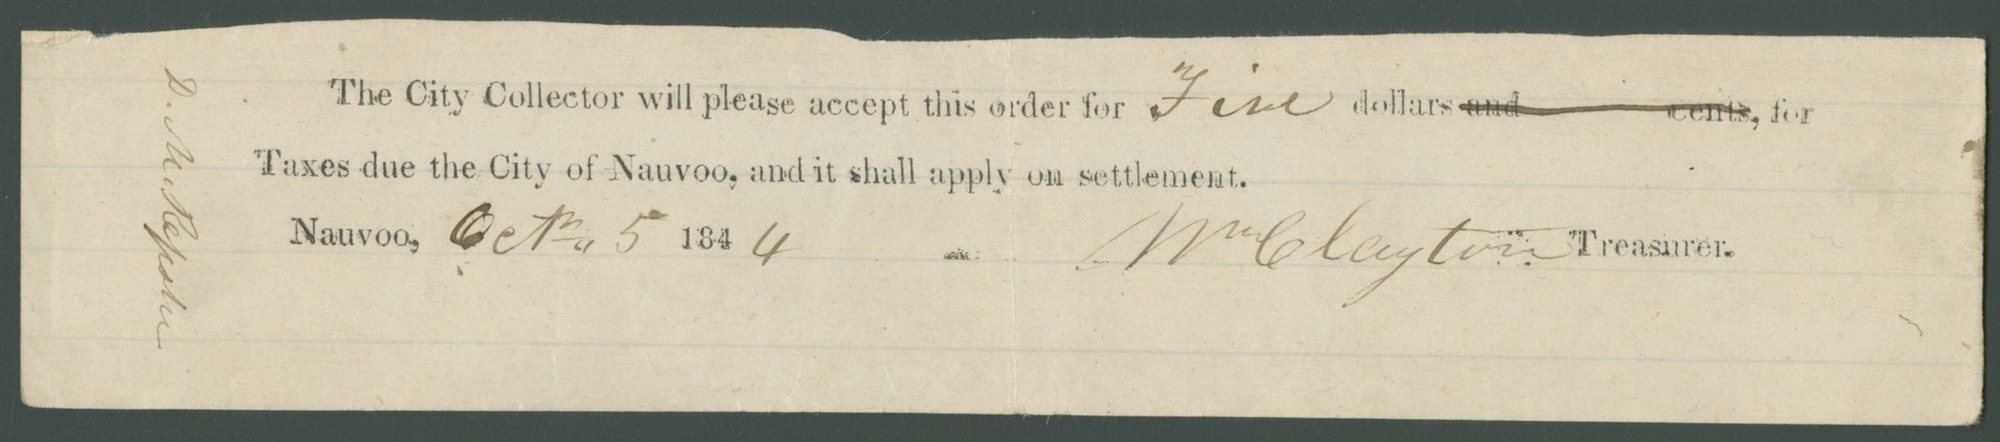 The City Collector will please accept this order for Five dollars and cents, for
Taxes due the City of Nauvoo, and it shall apply on settlement.
Nauvoo, Oct. 5 1844 Wm Clayton Treasurer.
D.